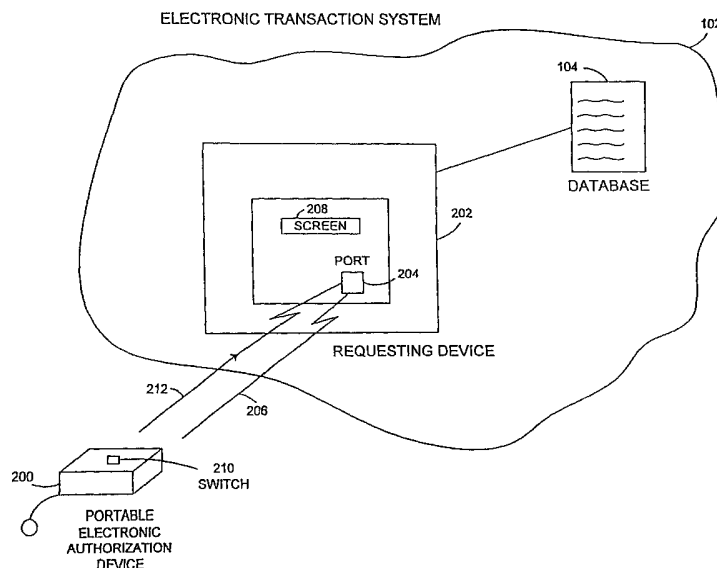 ELECTRONIC TRANSACTION SYSTEM
102
104
DATABASE
208
SCREEN
202
PORT
204
REQUESTING DEVICE
212
206
200
210
SWITCH
PORTABLE
ELECTRONIC
AUTHORIZATION
DEVICE